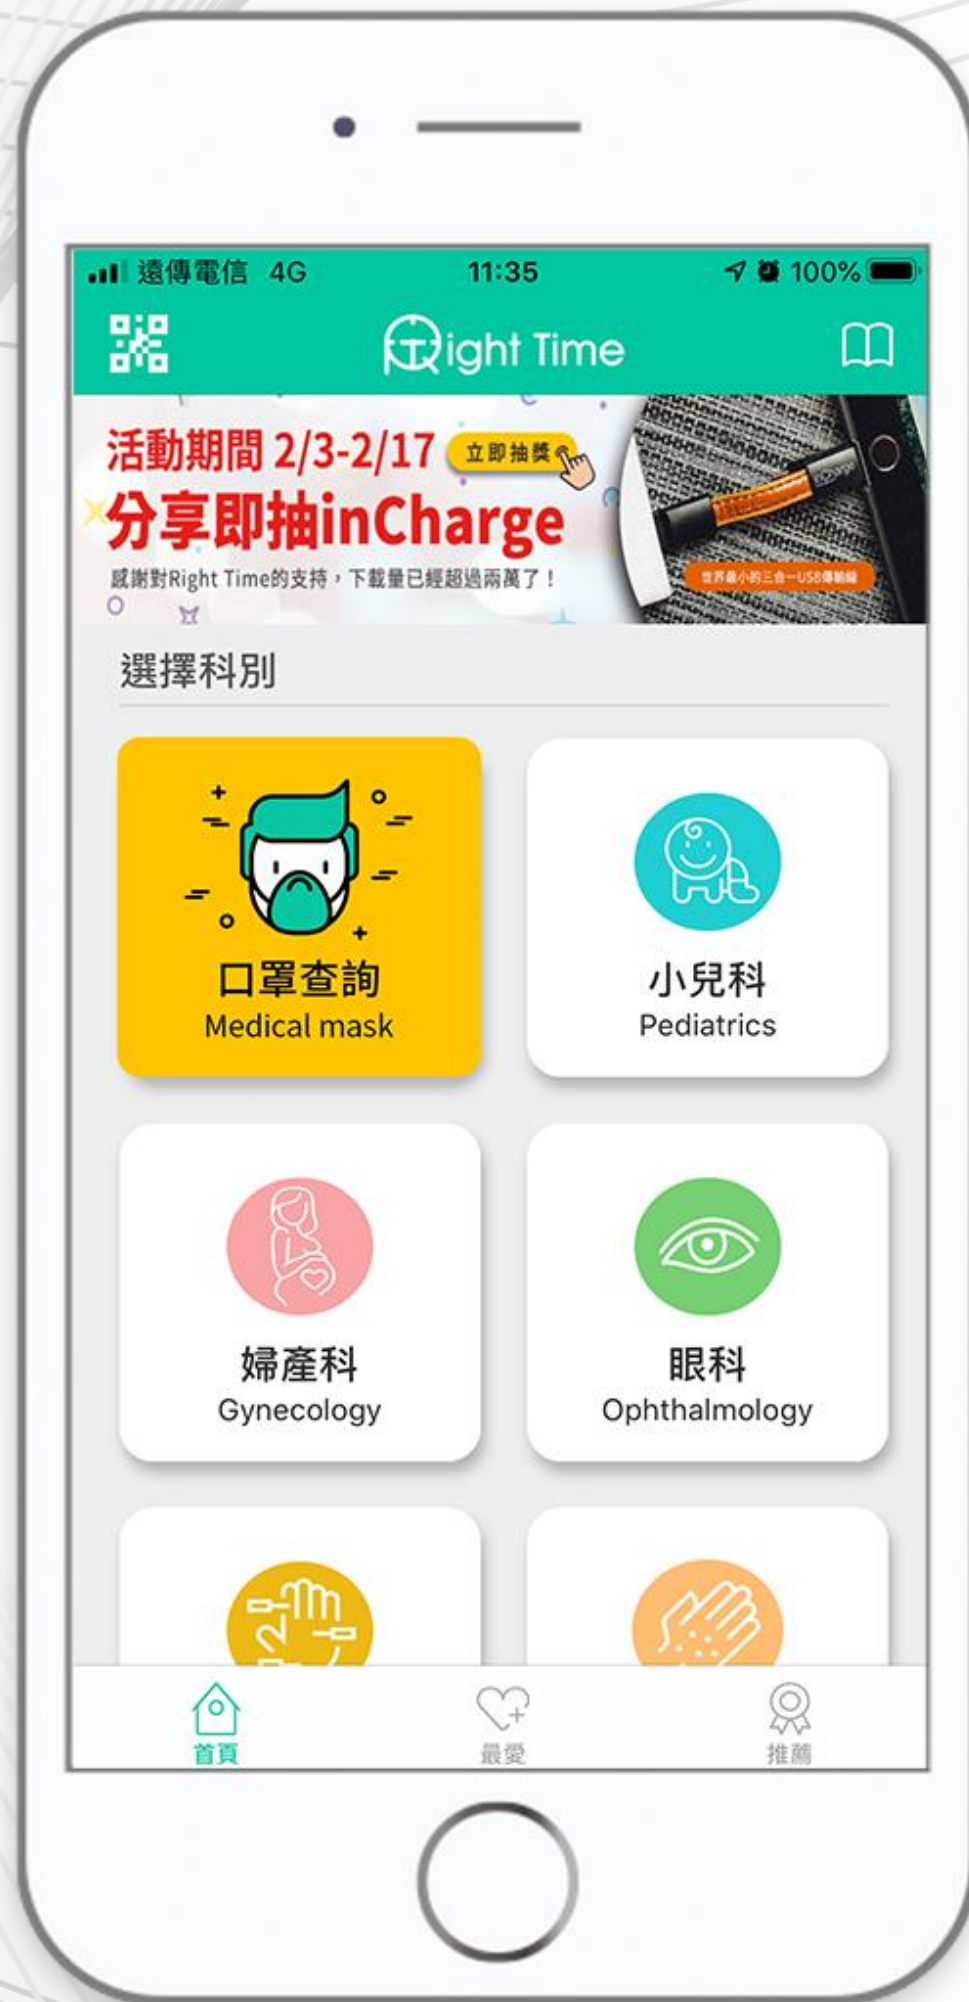 遠傳電信 4G 11:35 100%
Right Time
活動期間 2/3-2/17 立即抽獎
分享即抽inCharge
感謝對Right Time的支持，下載量已經超過兩萬了！
世界最小的三合一USB傳輸線
選擇科別
口罩查詢
Medical mask
小兒科
Pediatrics
婦產科
Gynecology
眼科
Ophthalmology
首頁
最愛
推薦